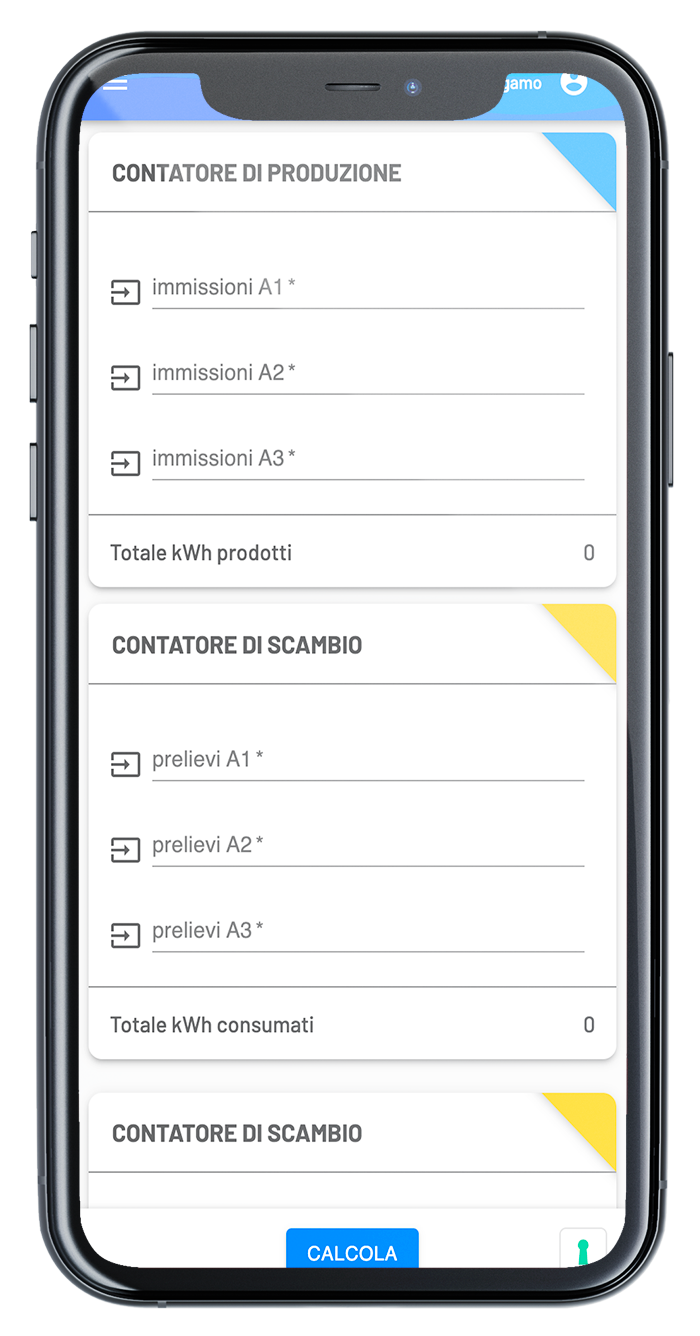 CONTATORE DI PRODUZIONE
immissioni A1*
immissioni A2*
immissioni A3*
Totale kWh prodotti 0
CONTATORE DI SCAMBIO
prelievi A1*
prelievi A2*
prelievi A3*
Totale kWh consumati 0
CONTATORE DI SCAMBIO
CALCOLA